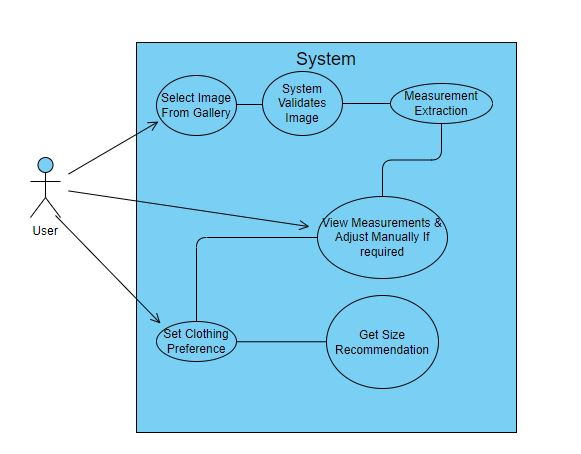 System
Select Image
From Gallery
System
Validates
Image
Measurement
Extraction
User
View Measurements &
Adjust Manually If
required
Set Clothing
Preference
Get Size
Recommendation